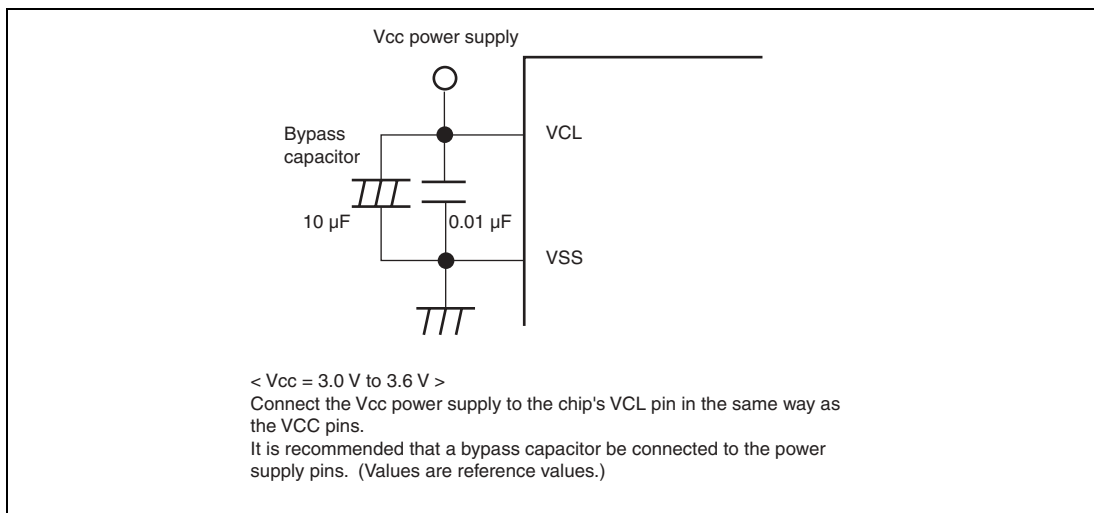 Vcc power supply
Bypass
capacitor
VCL
10 µF
0.01 µF
VSS
< Vcc = 3.0 V to 3.6 V >
Connect the Vcc power supply to the chip's VCL pin in the same way as
the VCC pins.
It is recommended that a bypass capacitor be connected to the power
supply pins.  (Values are reference values.)